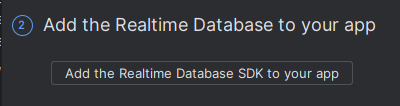 2 Add the Realtime Database to your app
Add the Realtime Database SDK to your app